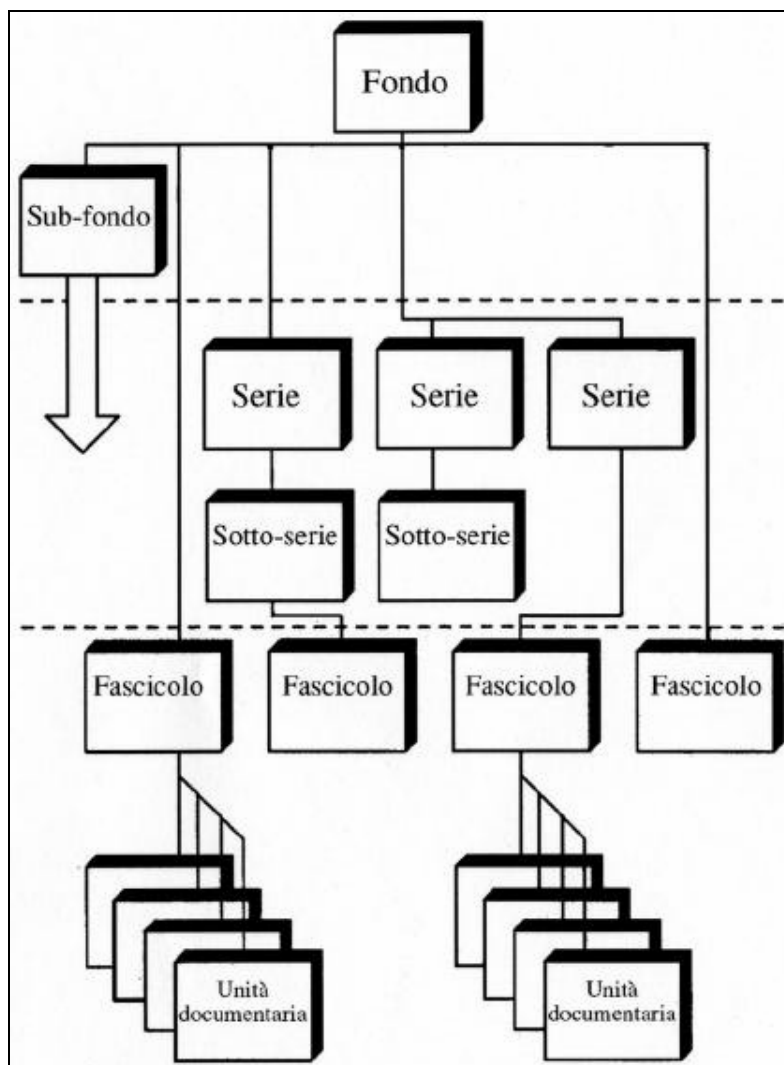 Fondo
Sub-fondo
Serie
Serie
Serie
Sotto-serie
Sotto-serie
Fascicolo
Fascicolo
Fascicolo
Fascicolo
Unità
documentaria
Unità
documentaria